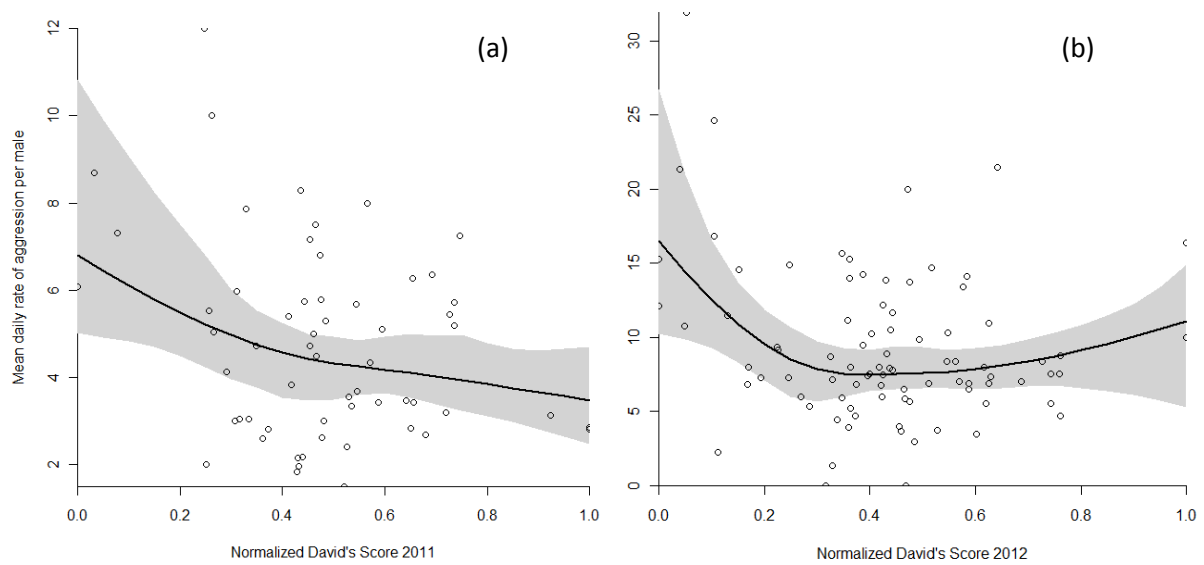 (a)
12
10
8
6
4
2
Mean daily rate of aggression per male
0.0 0.2 0.4 0.6 0.8 1.0
Normalized David's Score 2011
(b)
30
25
20
15
10
5
0
0.0 0.2 0.4 0.6 0.8 1.0
Normalized David's Score 2012